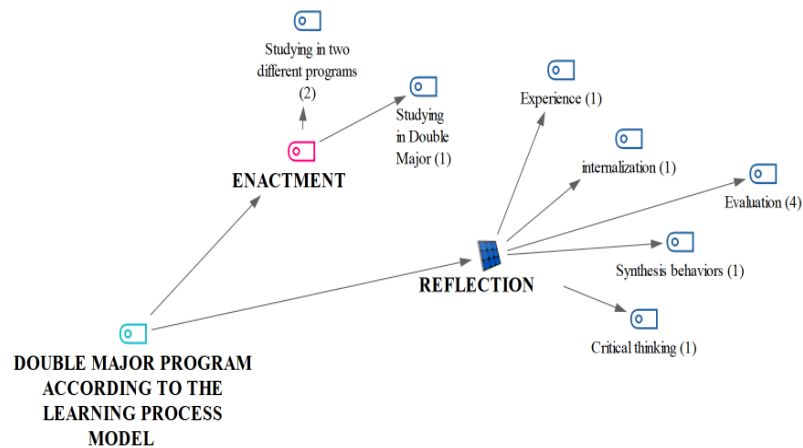 Studying in two
different programs
(2)
Studying
in Double
Major (1)
ENACTMENT
Experience (1)
internalization (1)
Evaluation (4)
Synthesis behaviors (1)
REFLECTION
Critical thinking (1)
DOUBLE MAJOR PROGRAM
ACCORDING TO THE
LEARNING PROCESS
MODEL